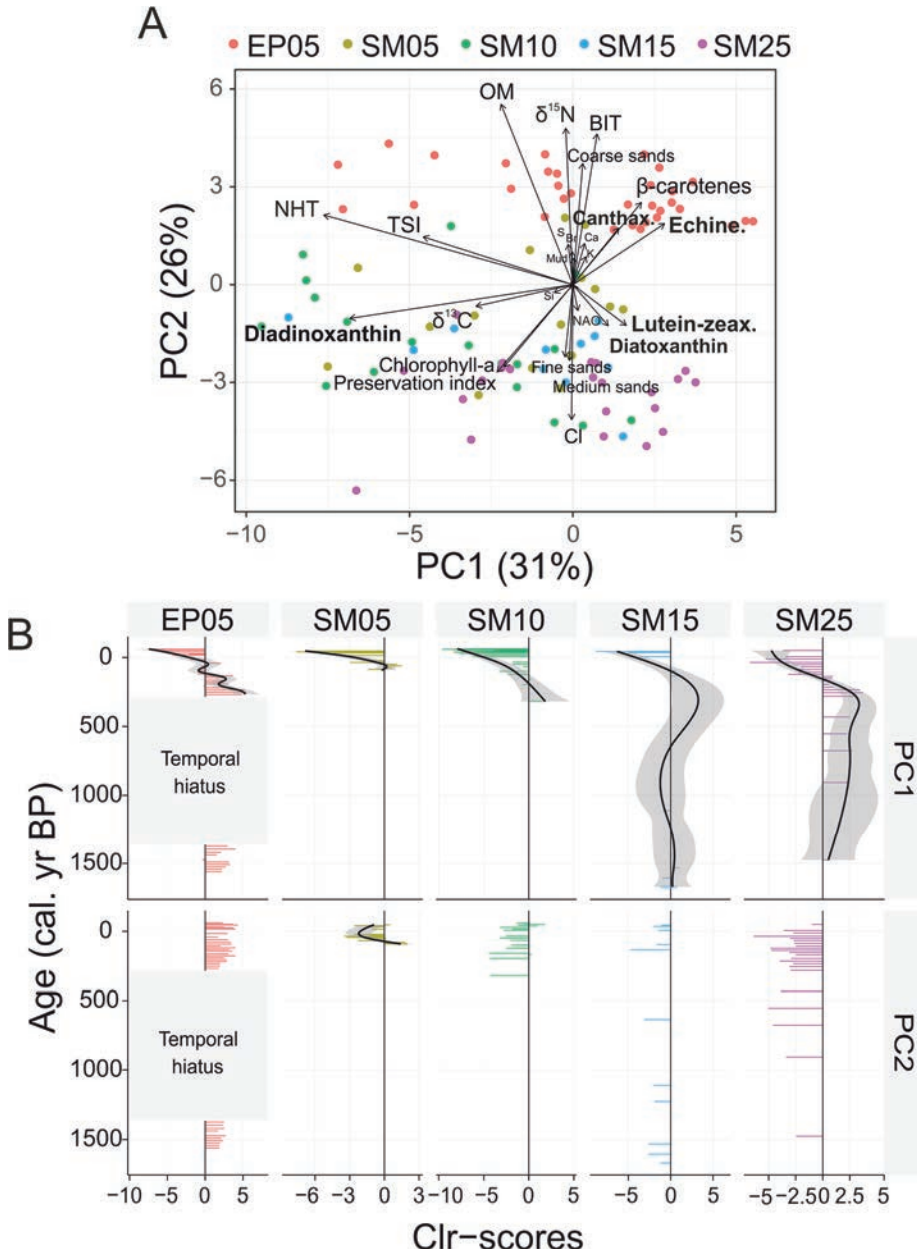 A
EP05 SM05 SM10 SM15 SM25
OM
δ¹⁵N
BIT
Coarse sands
β-carotenes
NHT
TSI
Canthax.
Echine.
S
Br
Ca
Mud
K
Si
δ¹³C
NAO
Diadinoxanthin
Lutein-zeax.
Diatoxanthin
Chlorophyll-a
Preservation index
Fine sands
Medium sands
Cl
6
3
0
−3
−6
PC2 (26%)
−10 −5 0 5
PC1 (31%)
B
EP05 SM05 SM10 SM15 SM25
0
500
1000
1500
Temporal
hiatus
PC1
Age (cal. yr BP)
0
500
1000
1500
Temporal
hiatus
PC2
−10 −5 0 5
−6 −3 0 3
−5 0 5
−5 0 5
−5 −2.5 0 2.5 5
Clr−scores